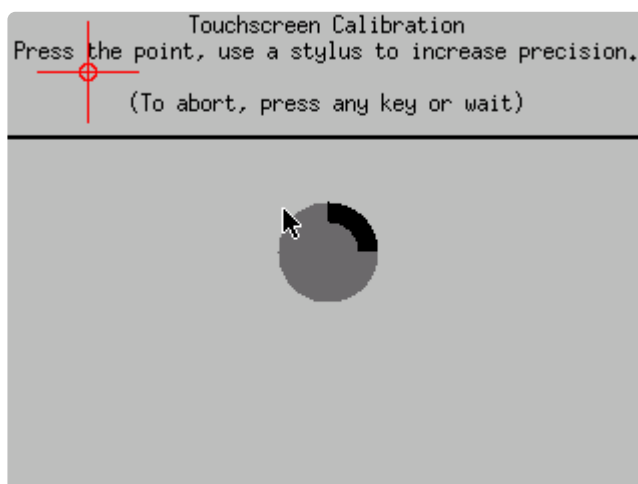 Touchscreen Calibration
Press the point, use a stylus to increase precision.
(To abort, press any key or wait)